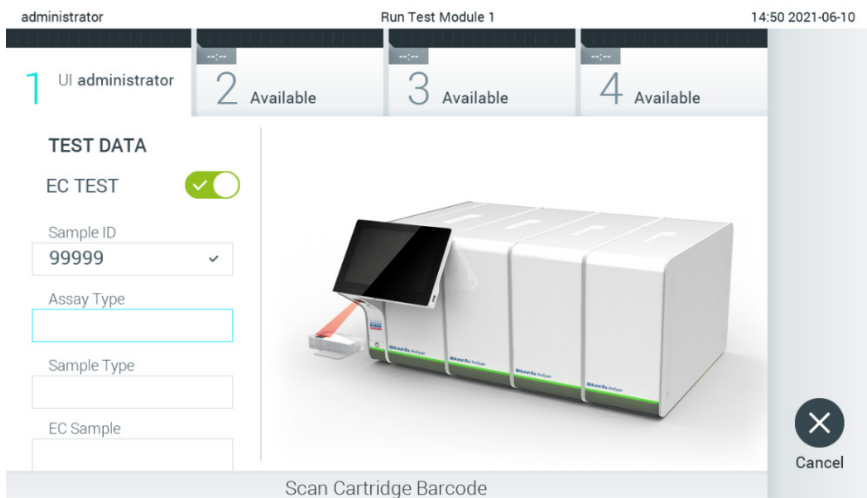 administrator
Run Test Module 1
14:50 2021-06-10
--:--
--:--
--:--
1 UI administrator
2 Available
3 Available
4 Available
TEST DATA
EC TEST
Sample ID
99999
Assay Type
Sample Type
EC Sample
Cancel
Scan Cartridge Barcode